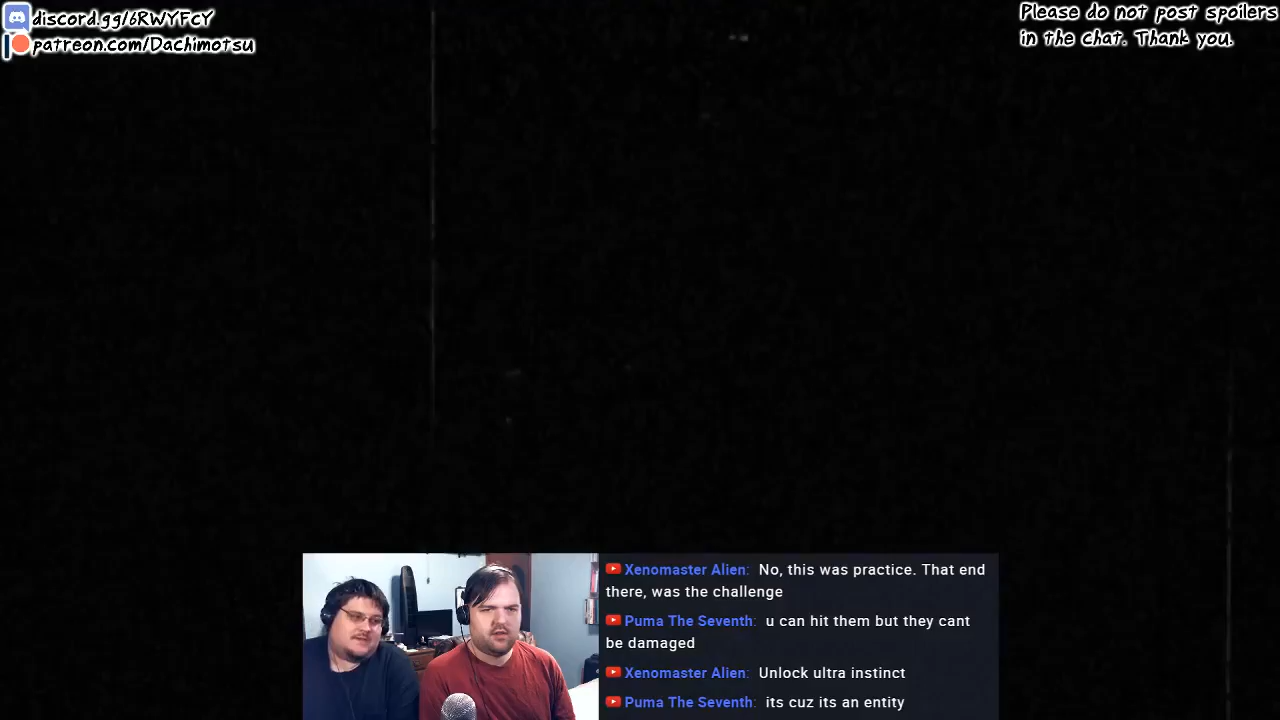 discord.gg/6RWYFcY
patreon.com/Dachimotsu
Please do not post spoilers
in the chat. Thank you.
Xenomaster Alien: No, this was practice. That end
there, was the challenge
Puma The Seventh: u can hit them but they cant
be damaged
Xenomaster Alien: Unlock ultra instinct
Puma The Seventh: its cuz its an entity